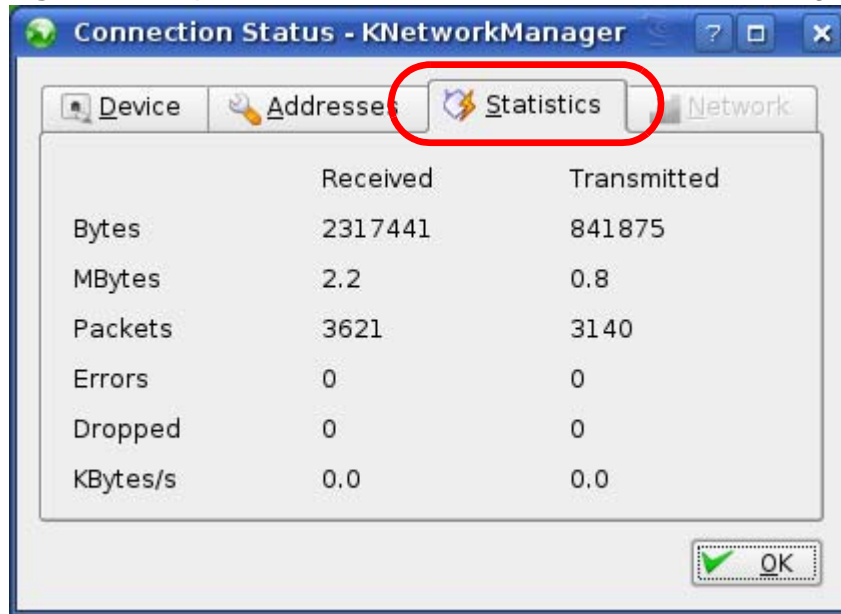 Connection Status - KNetworkManager
Device Addresses Statistics Network
Received Transmitted
Bytes 2317441 841875
MBytes 2.2 0.8
Packets 3621 3140
Errors 0 0
Dropped 0 0
KBytes/s 0.0 0.0
OK